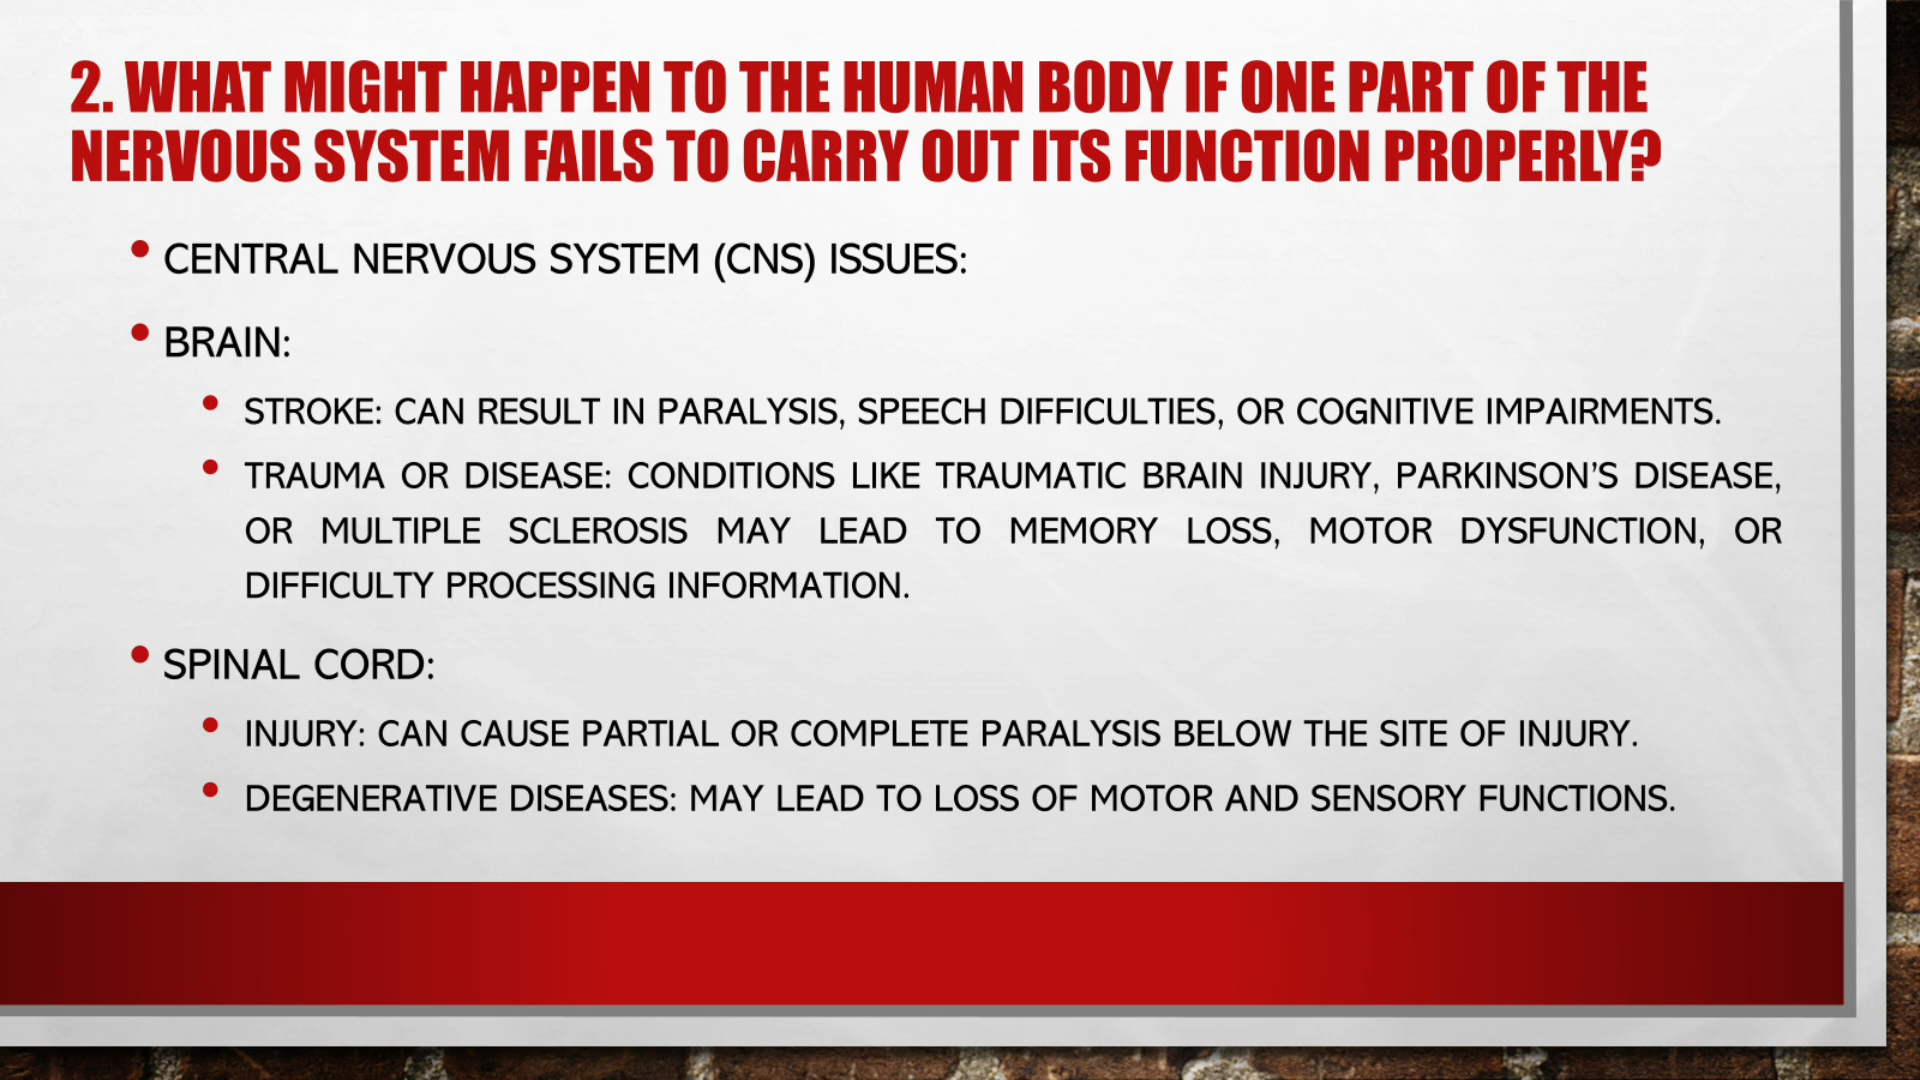 2. WHAT MIGHT HAPPEN TO THE HUMAN BODY IF ONE PART OF THE
NERVOUS SYSTEM FAILS TO CARRY OUT ITS FUNCTION PROPERLY?
• CENTRAL NERVOUS SYSTEM (CNS) ISSUES:
• BRAIN:
• STROKE: CAN RESULT IN PARALYSIS, SPEECH DIFFICULTIES, OR COGNITIVE IMPAIRMENTS.
• TRAUMA OR DISEASE: CONDITIONS LIKE TRAUMATIC BRAIN INJURY, PARKINSON’S DISEASE,
OR MULTIPLE SCLEROSIS MAY LEAD TO MEMORY LOSS, MOTOR DYSFUNCTION, OR
DIFFICULTY PROCESSING INFORMATION.
• SPINAL CORD:
• INJURY: CAN CAUSE PARTIAL OR COMPLETE PARALYSIS BELOW THE SITE OF INJURY.
• DEGENERATIVE DISEASES: MAY LEAD TO LOSS OF MOTOR AND SENSORY FUNCTIONS.